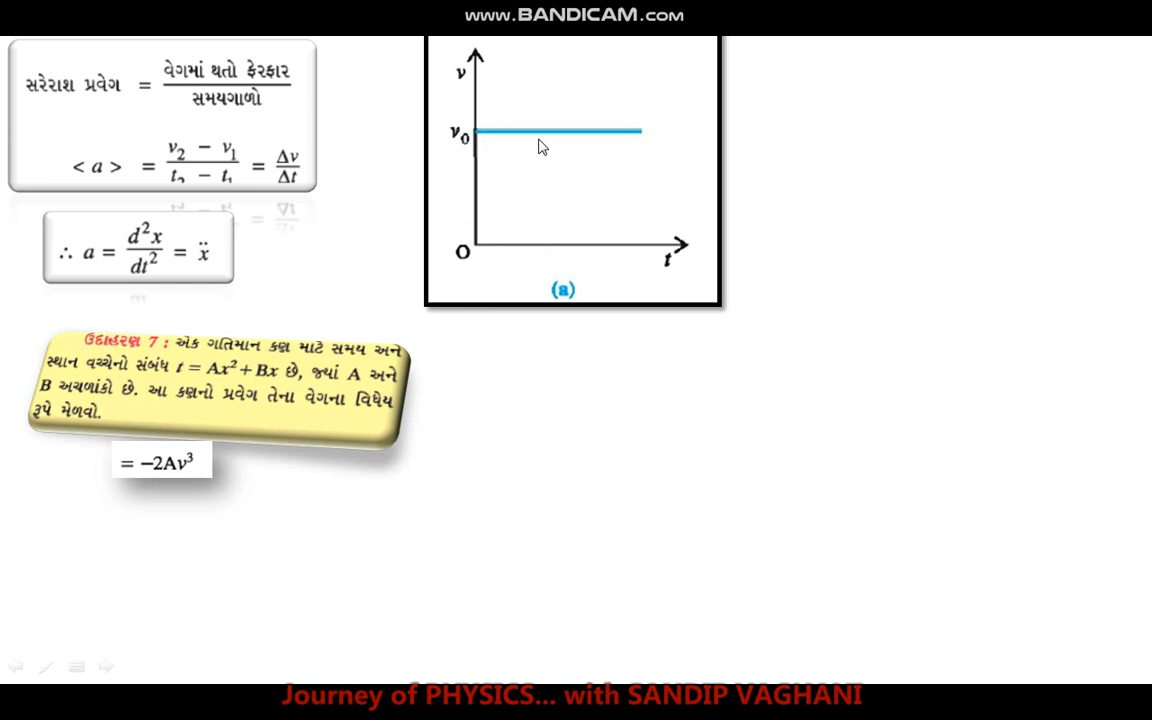 www.BANDICAM.com
સરેરાશ પ્રવેગ = વેગમાં થતો ફેરફાર / સમયગાળો
< a > = v₂ − v₁ / t₂ − t₁ = Δv / Δt
∴ a = d²x / dt² = ẍ
ઉદાહરણ 7 : એક ગતિમાન કણ માટે સમય અને
સ્થાન વચ્ચેનો સંબંધ t = Ax² + Bx છે, જ્યાં A અને
B અચળાંકો છે. આ કણનો પ્રવેગ તેના વેગના વિધેય
રૂપે મેળવો.
= −2Av³
v
v₀
O
t
(a)
Journey of PHYSICS... with SANDIP VAGHANI